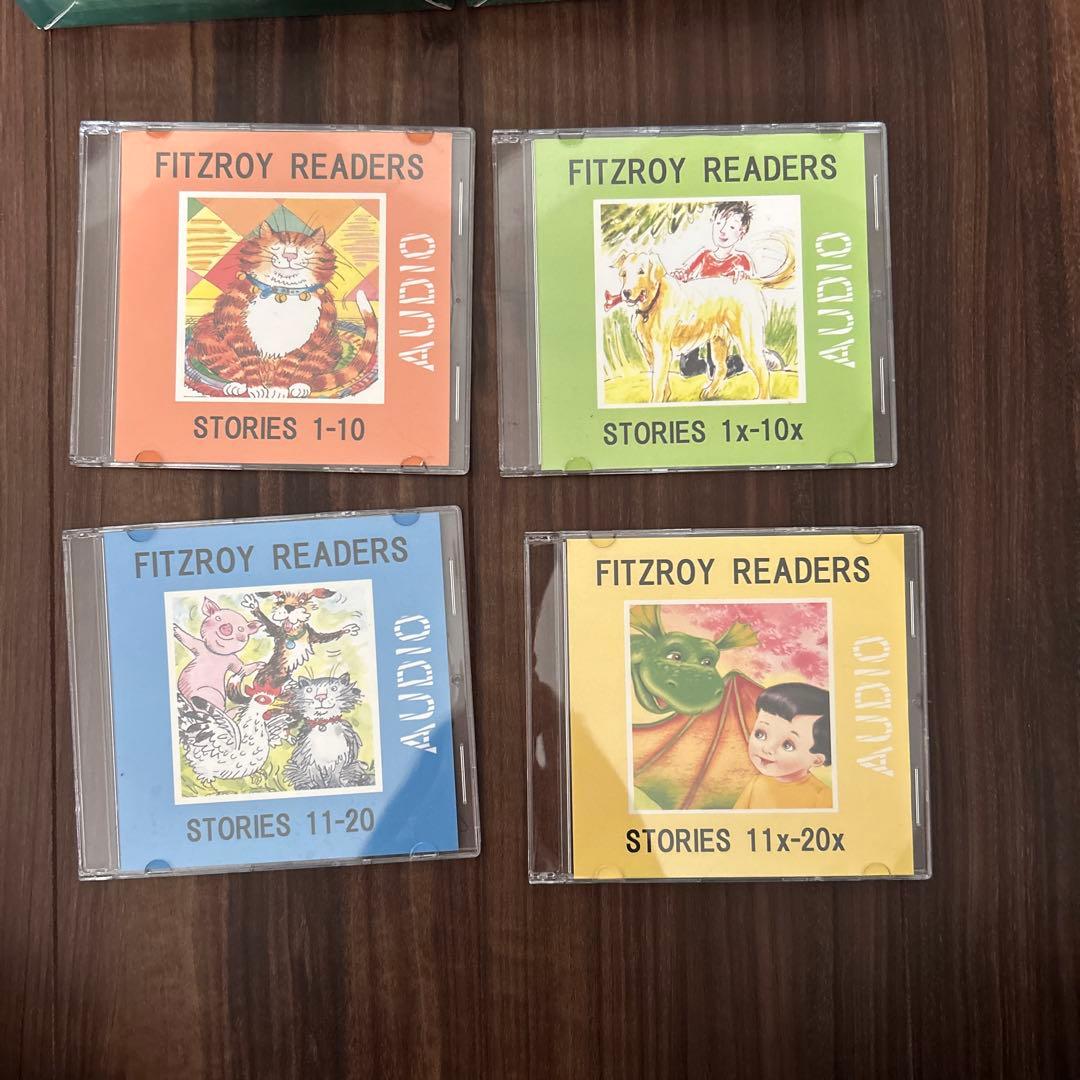 FITZROY READERS
AUDIO
STORIES 1-10
FITZROY READERS
AUDIO
STORIES 1x-10x
FITZROY READERS
AUDIO
STORIES 11-20
FITZROY READERS
AUDIO
STORIES 11x-20x